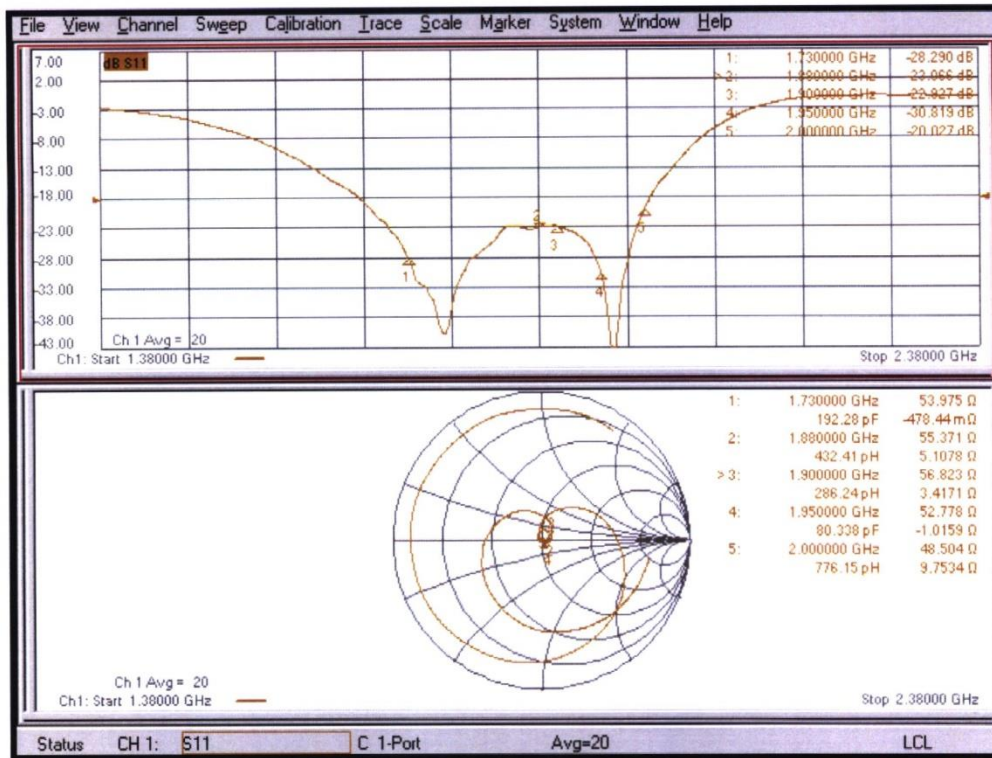 File View Channel Sweep Calibration Trace Scale Marker System Window Help
7.00
2.00
-3.00
-8.00
-13.00
-18.00
-23.00
-28.00
-33.00
-38.00
-43.00
dB S11
1: 1.730000 GHz -28.290 dB
>2: 1.880000 GHz -23.066 dB
3: 1.900000 GHz -22.927 dB
4: 1.950000 GHz -30.819 dB
5: 2.000000 GHz -20.027 dB
1
2
3
4
5
Ch 1 Avg = 20
Ch1: Start 1.38000 GHz
Stop 2.38000 GHz
1: 1.730000 GHz 53.975 Ω
192.28 pF -478.44 mΩ
2: 1.880000 GHz 55.371 Ω
432.41 pH 5.1078 Ω
>3: 1.900000 GHz 56.823 Ω
286.24 pH 3.4171 Ω
4: 1.950000 GHz 52.778 Ω
80.338 pF -1.0159 Ω
5: 2.000000 GHz 48.504 Ω
776.15 pH 9.7534 Ω
Ch 1 Avg = 20
Ch1: Start 1.38000 GHz
Stop 2.38000 GHz
Status CH 1: S11 C 1-Port Avg=20 LCL